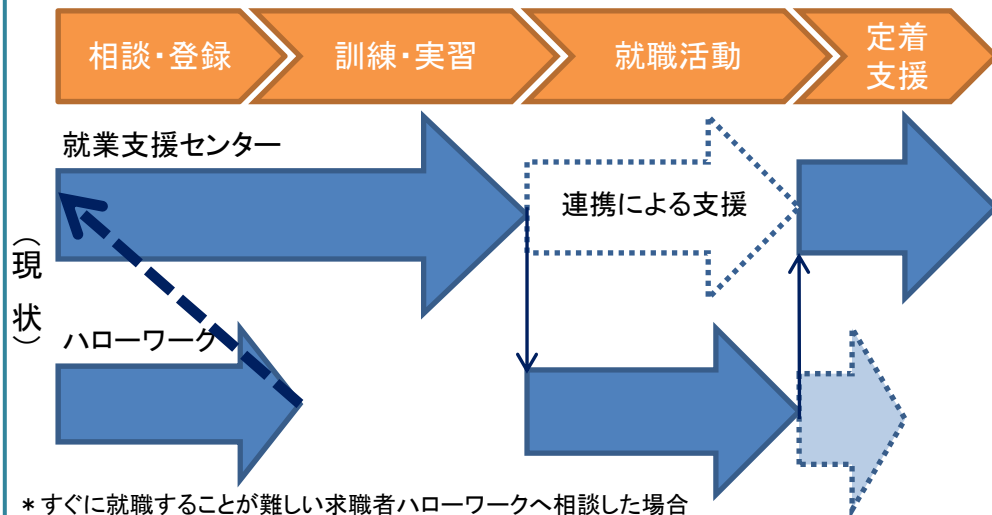 相談・登録
訓練・実習
就職活動
定着
支援
就業支援センター
連携による支援
（現状）
ハローワーク
＊すぐに就職することが難しい求職者ハローワークへ相談した場合